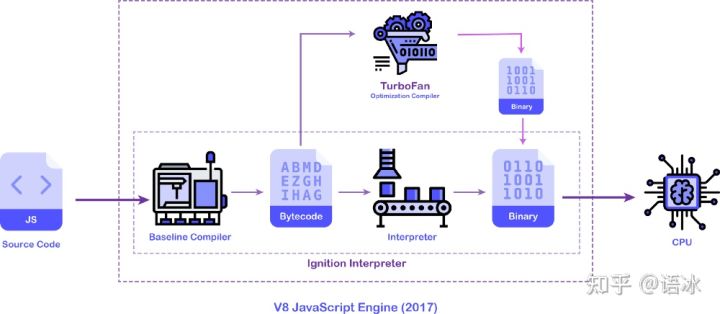 010110
TurboFan
Optimization Compiler
1001
1001
0110
Binary
JS
Source Code
Baseline Compiler
ABMD
EZGH
IHAG
Bytecode
Interpreter
0110
1001
1010
Binary
CPU
Ignition Interpreter
知乎 @语冰
V8 JavaScript Engine (2017)